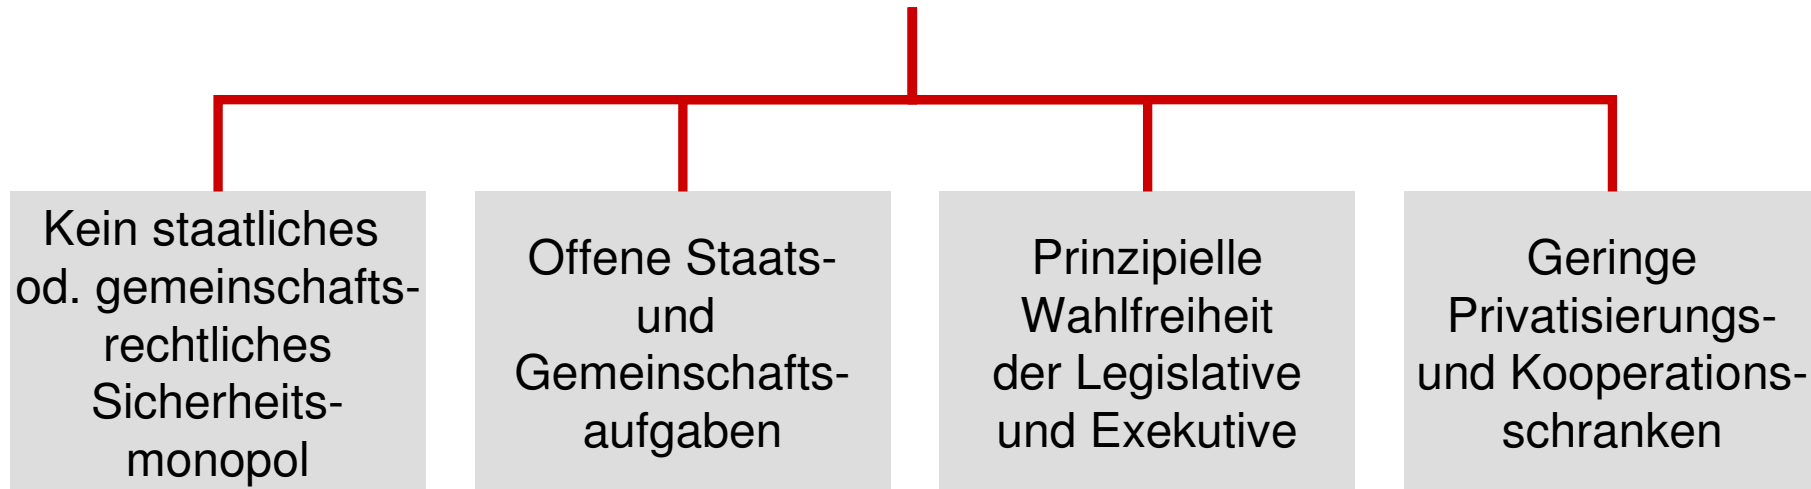 Kein staatliches
od. gemeinschafts-
rechtliches
Sicherheits-
monopol
Offene Staats-
und
Gemeinschafts-
aufgaben
Prinzipielle
Wahlfreiheit
der Legislative
und Exekutive
Geringe
Privatisierungs-
und Kooperations-
schranken